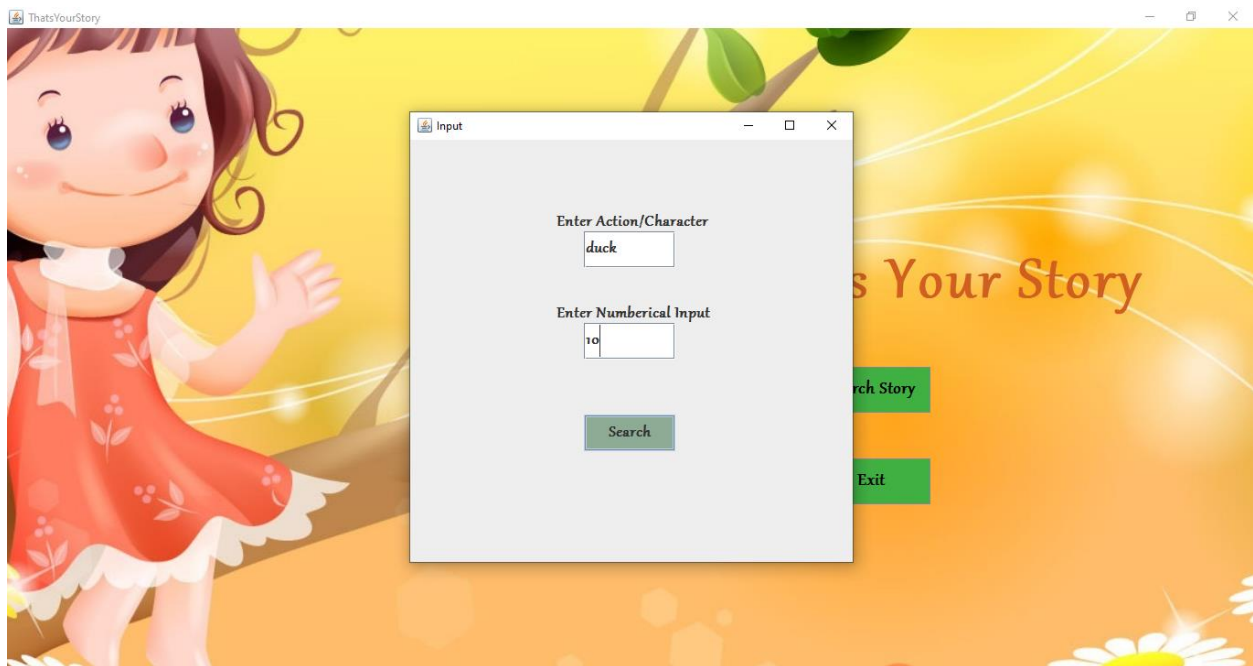 ThatsYourStory
Input
Enter Action/Character
duck
s Your Story
Enter Numberical Input
10
rch Story
Search
Exit